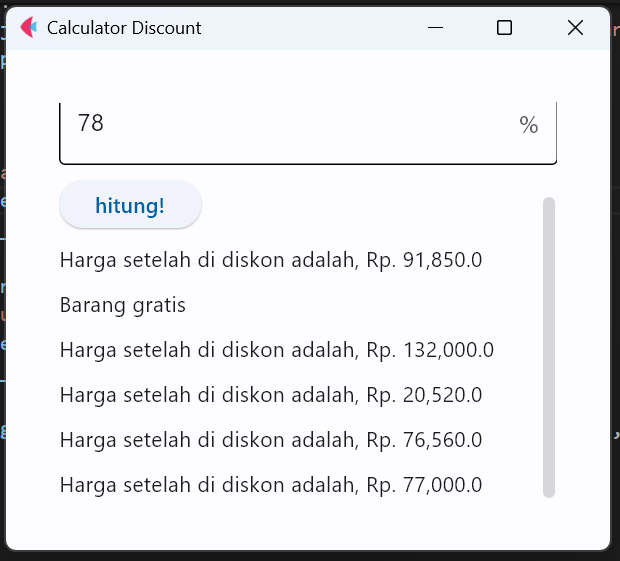 Calculator Discount
78 %
hitung!
Harga setelah di diskon adalah, Rp. 91,850.0
Barang gratis
Harga setelah di diskon adalah, Rp. 132,000.0
Harga setelah di diskon adalah, Rp. 20,520.0
Harga setelah di diskon adalah, Rp. 76,560.0
Harga setelah di diskon adalah, Rp. 77,000.0